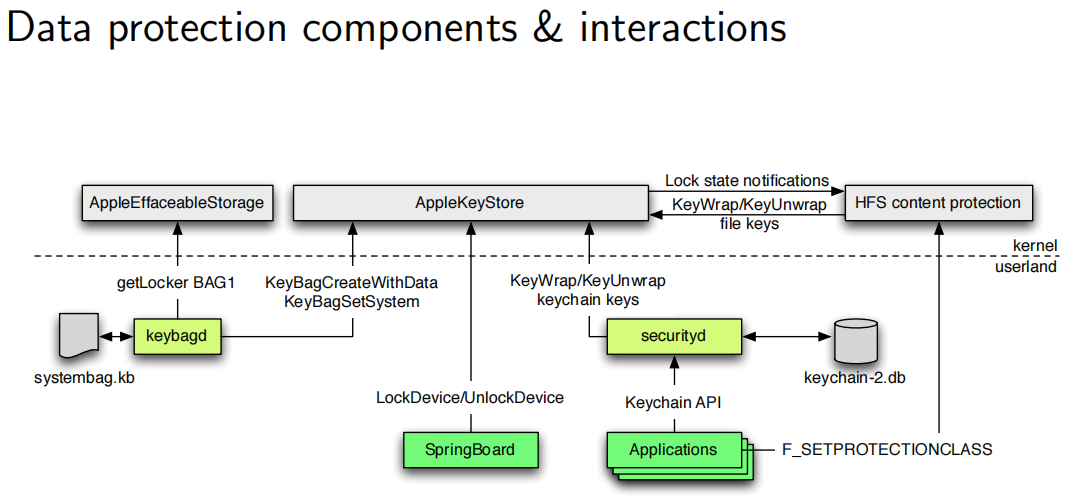 Data protection components & interactions
AppleEffaceableStorage
AppleKeyStore
Lock state notifications
KeyWrap/KeyUnwrap
file keys
HFS content protection
kernel
userland
getLocker BAG1
KeyBagCreateWithData
KeyBagSetSystem
KeyWrap/KeyUnwrap
keychain keys
keybagd
securityd
systembag.kb
keychain-2.db
LockDevice/UnlockDevice
Keychain API
SpringBoard
Applications
F_SETPROTECTIONCLASS